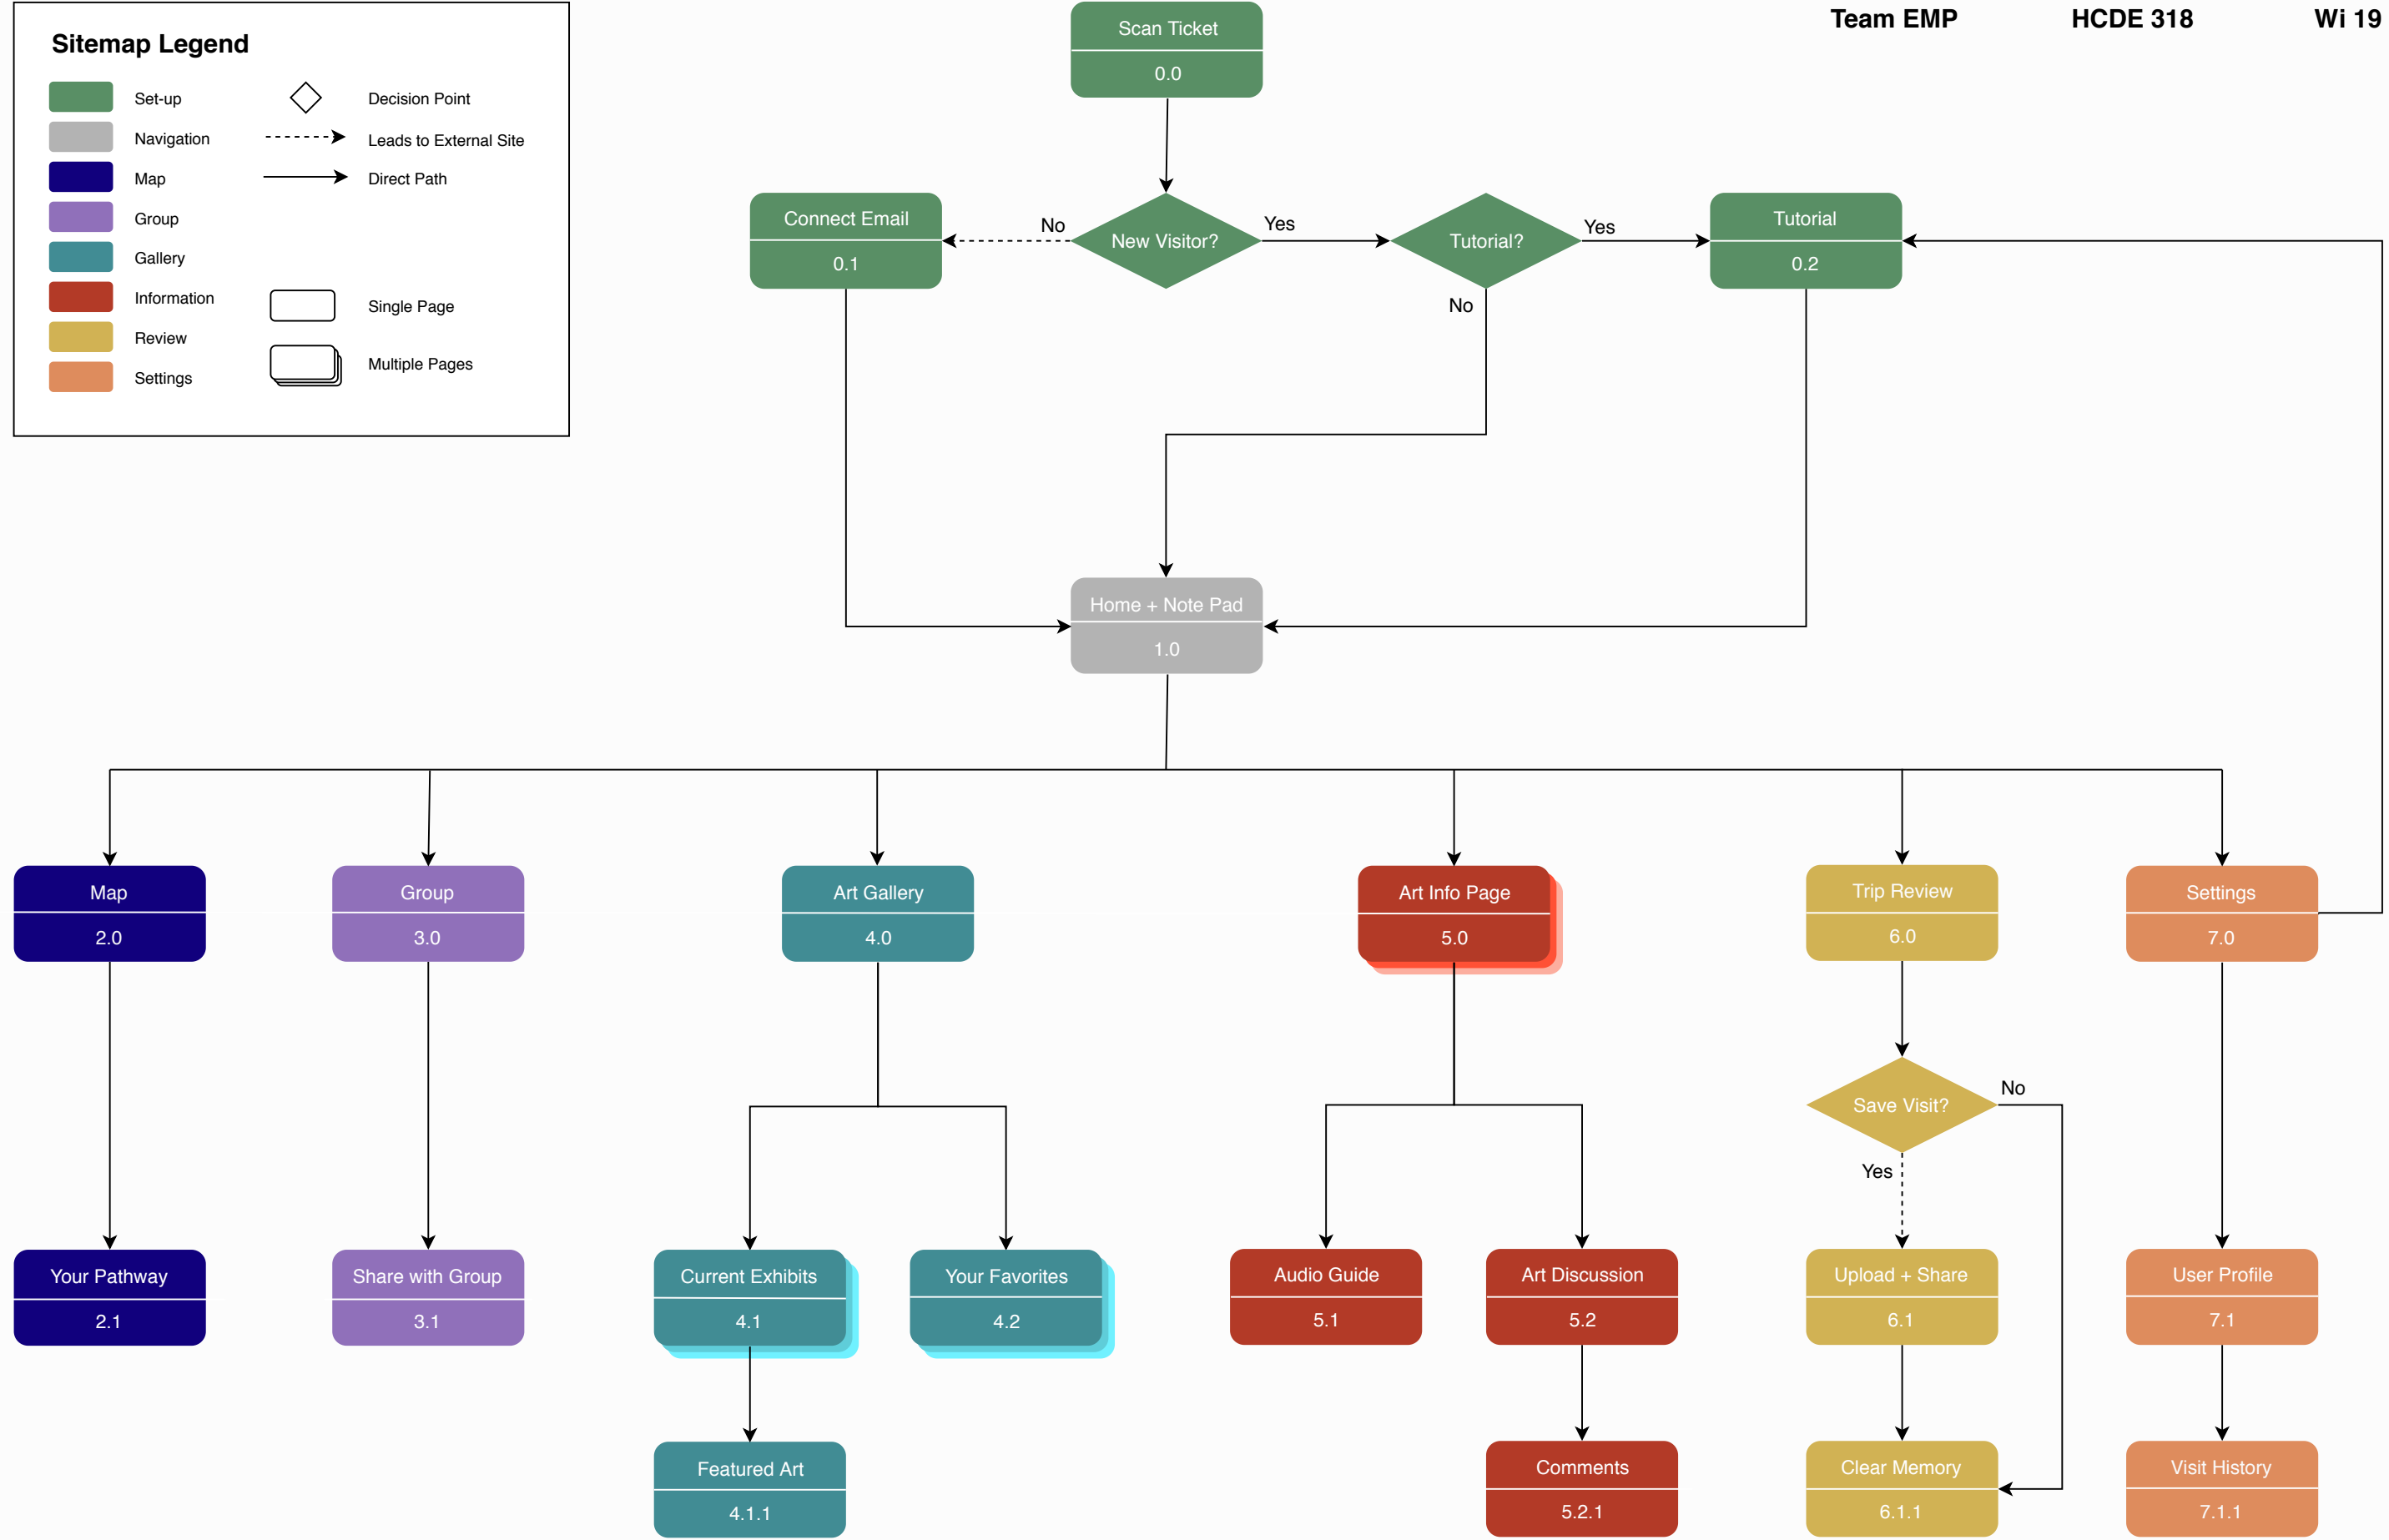 Team EMP
HCDE 318
Wi 19
Sitemap Legend
Set-up
Navigation
Map
Group
Gallery
Information
Review
Settings
Decision Point
Leads to External Site
Direct Path
Single Page
Multiple Pages
Scan Ticket
0.0
Connect Email
0.1
No
New Visitor?
Yes
Tutorial?
Yes
No
Tutorial
0.2
Home + Note Pad
1.0
Map
2.0
Group
3.0
Art Gallery
4.0
Art Info Page
5.0
Trip Review
6.0
Settings
7.0
Save Visit?
No
Yes
Your Pathway
2.1
Share with Group
3.1
Current Exhibits
4.1
Your Favorites
4.2
Audio Guide
5.1
Art Discussion
5.2
Upload + Share
6.1
User Profile
7.1
Featured Art
4.1.1
Comments
5.2.1
Clear Memory
6.1.1
Visit History
7.1.1